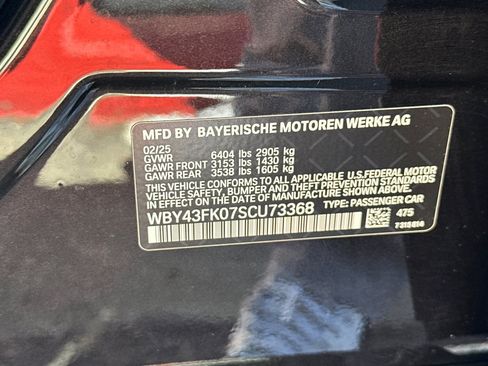 MFD BY BAYERISCHE MOTOREN WERKE AG
02/25
GVWR 6404 lbs 2905 kg
GAWR FRONT 3153 lbs 1430 kg
GAWR REAR 3538 lbs 1605 kg
THIS VEHICLE CONFORMS TO ALL APPLICABLE U.S.FEDERAL MOTOR
VEHICLE SAFETY, BUMPER AND THEFT PREVENTION STANDARDS
IN EFFECT ON THE DATE OF MANUFACTURE SHOWN ABOVE.
WBY43FK07SCU73368 TYPE: PASSENGER CAR
475
7315814